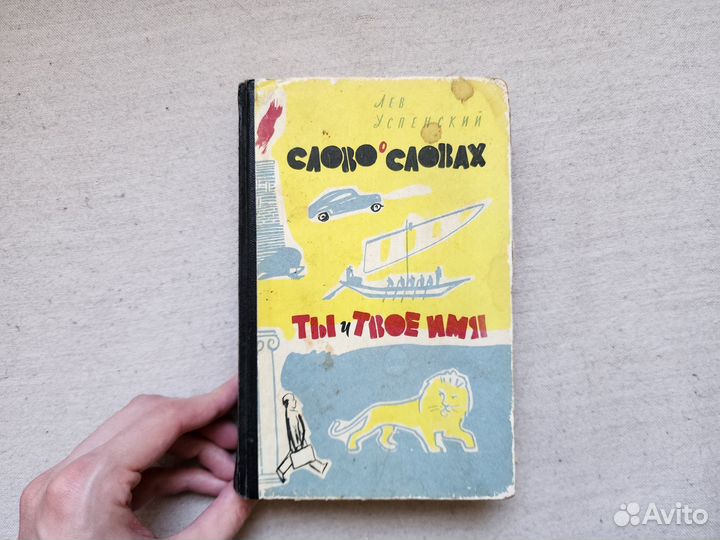 Лев
Успенский
Слово о словах
Ты и твое имя
Avito